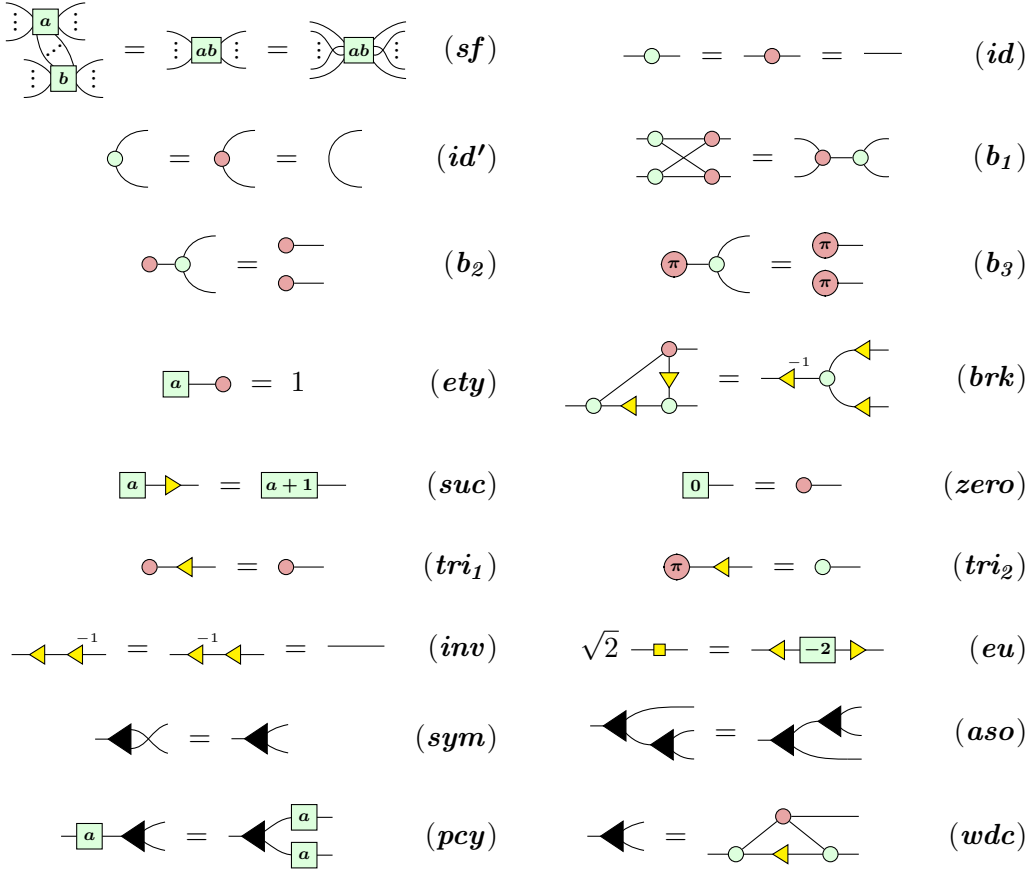 a = ab = ab (sf) = = (id)
b
= = (id') = (b1)
= (b2) π = π π (b3)
a = 1 (ety) = -1 (brk)
a = a + 1 (suc) 0 = (zero)
= (tri1) π = (tri2)
-1 = -1 = (inv) √2 = -2 (eu)
= (sym) = (aso)
a = a a (pcy) = (wdc)